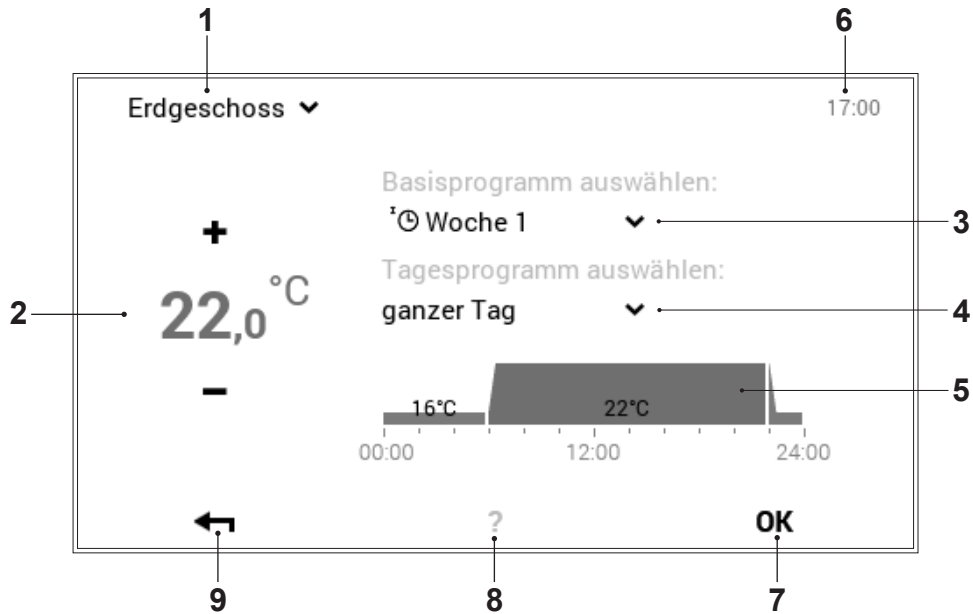 1 6
Erdgeschoss 17:00
Basisprogramm auswählen:
I Woche 1 3
+
Tagesprogramm auswählen:
2 22,0 °C ganzer Tag 4
−
16°C 22°C 5
00:00 12:00 24:00
? OK
9 8 7